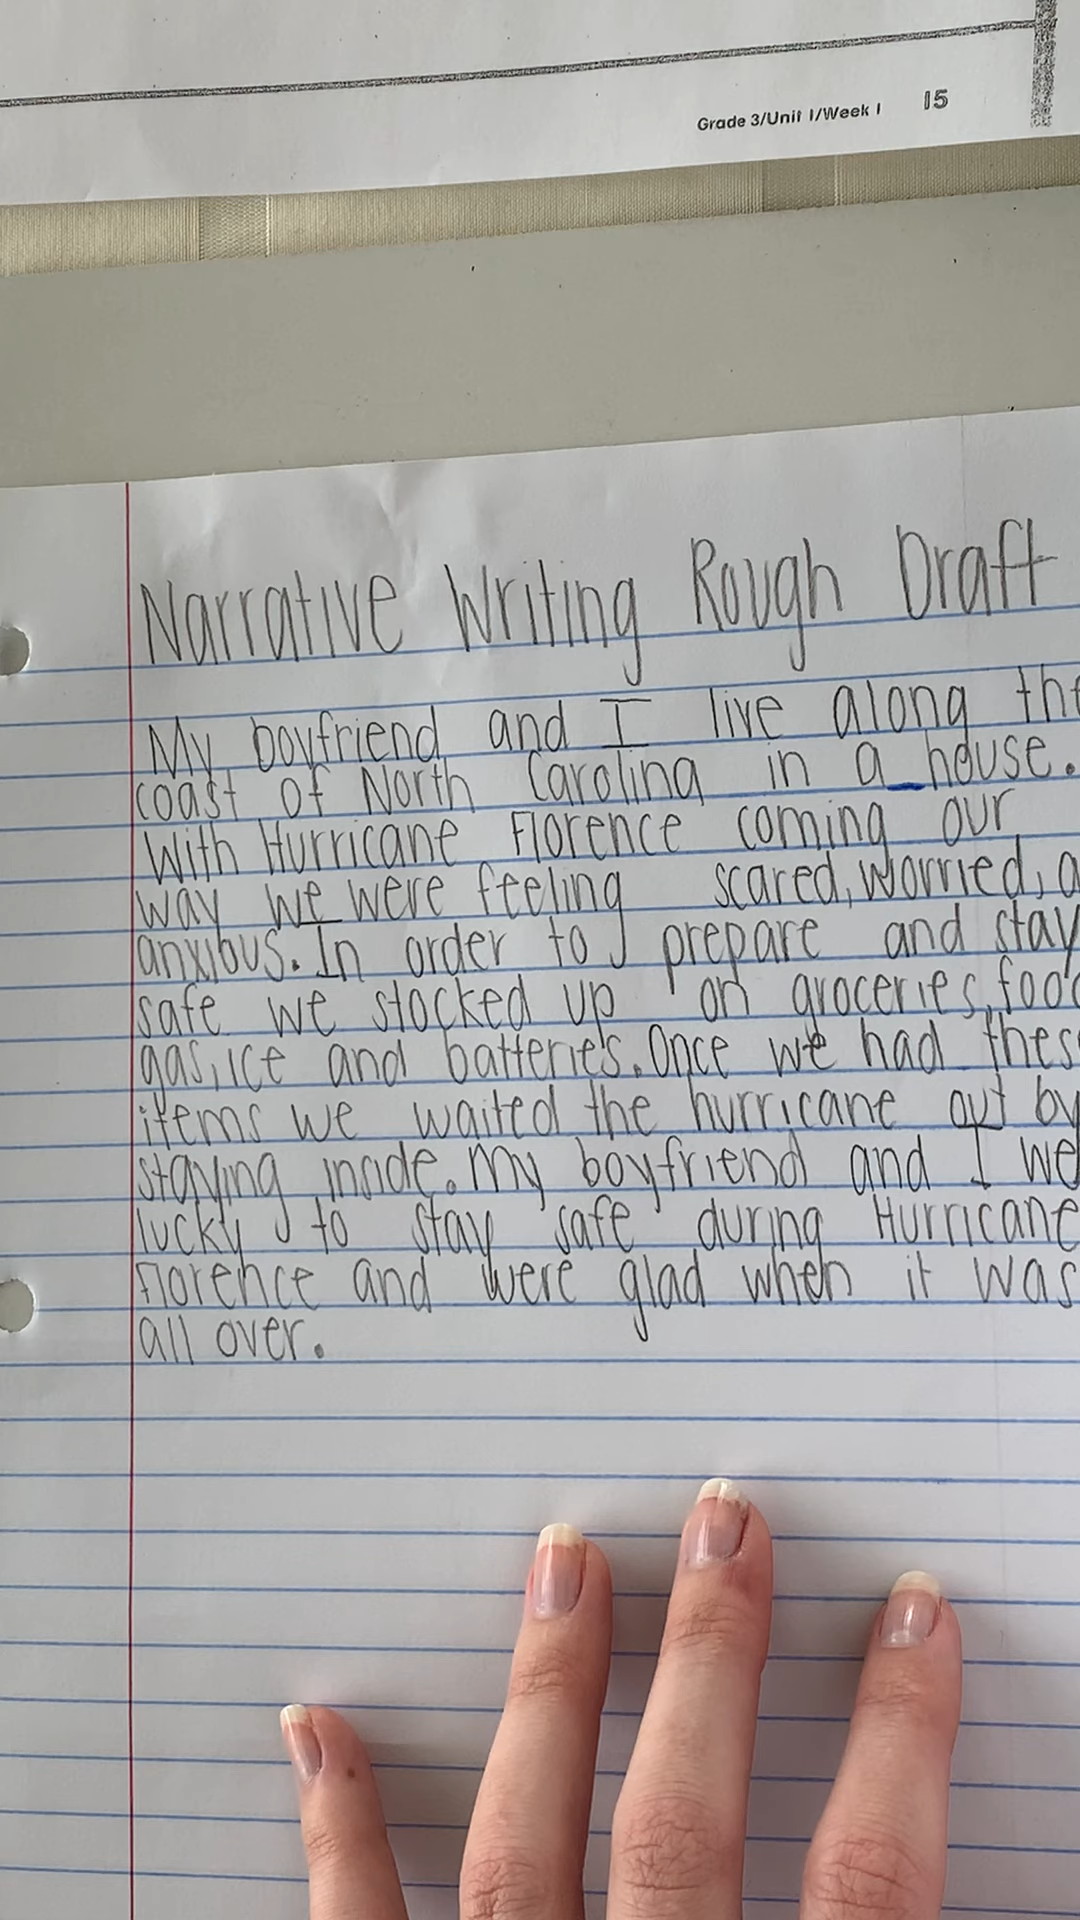 Grade 3/Unit 1/Week 1 15
Narrative Writing Rough Draft
My boyfriend and I live along the
coast of North Carolina in a house.
With Hurricane Florence coming our
way we were feeling scared, worried,
anxious. In order to prepare and stay
safe we stocked up on groceries, food
gas, ice and batteries. Once we had
items we waited the hurricane out by
staying inside. My boyfriend and I
lucky to stay safe during Hurricane
Florence and were glad when it was
all over.